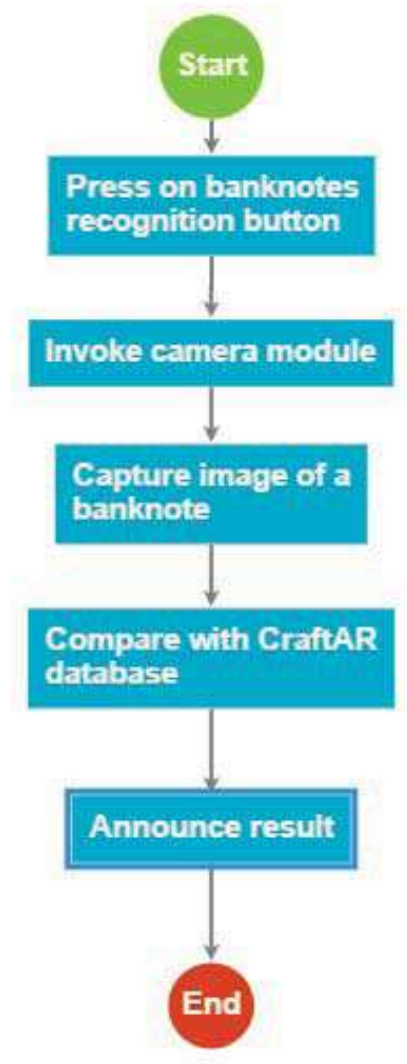 Start
Press on banknotes
recognition button
Invoke camera module
Capture image of a
banknote
Compare with CraftAR
database
Announce result
End